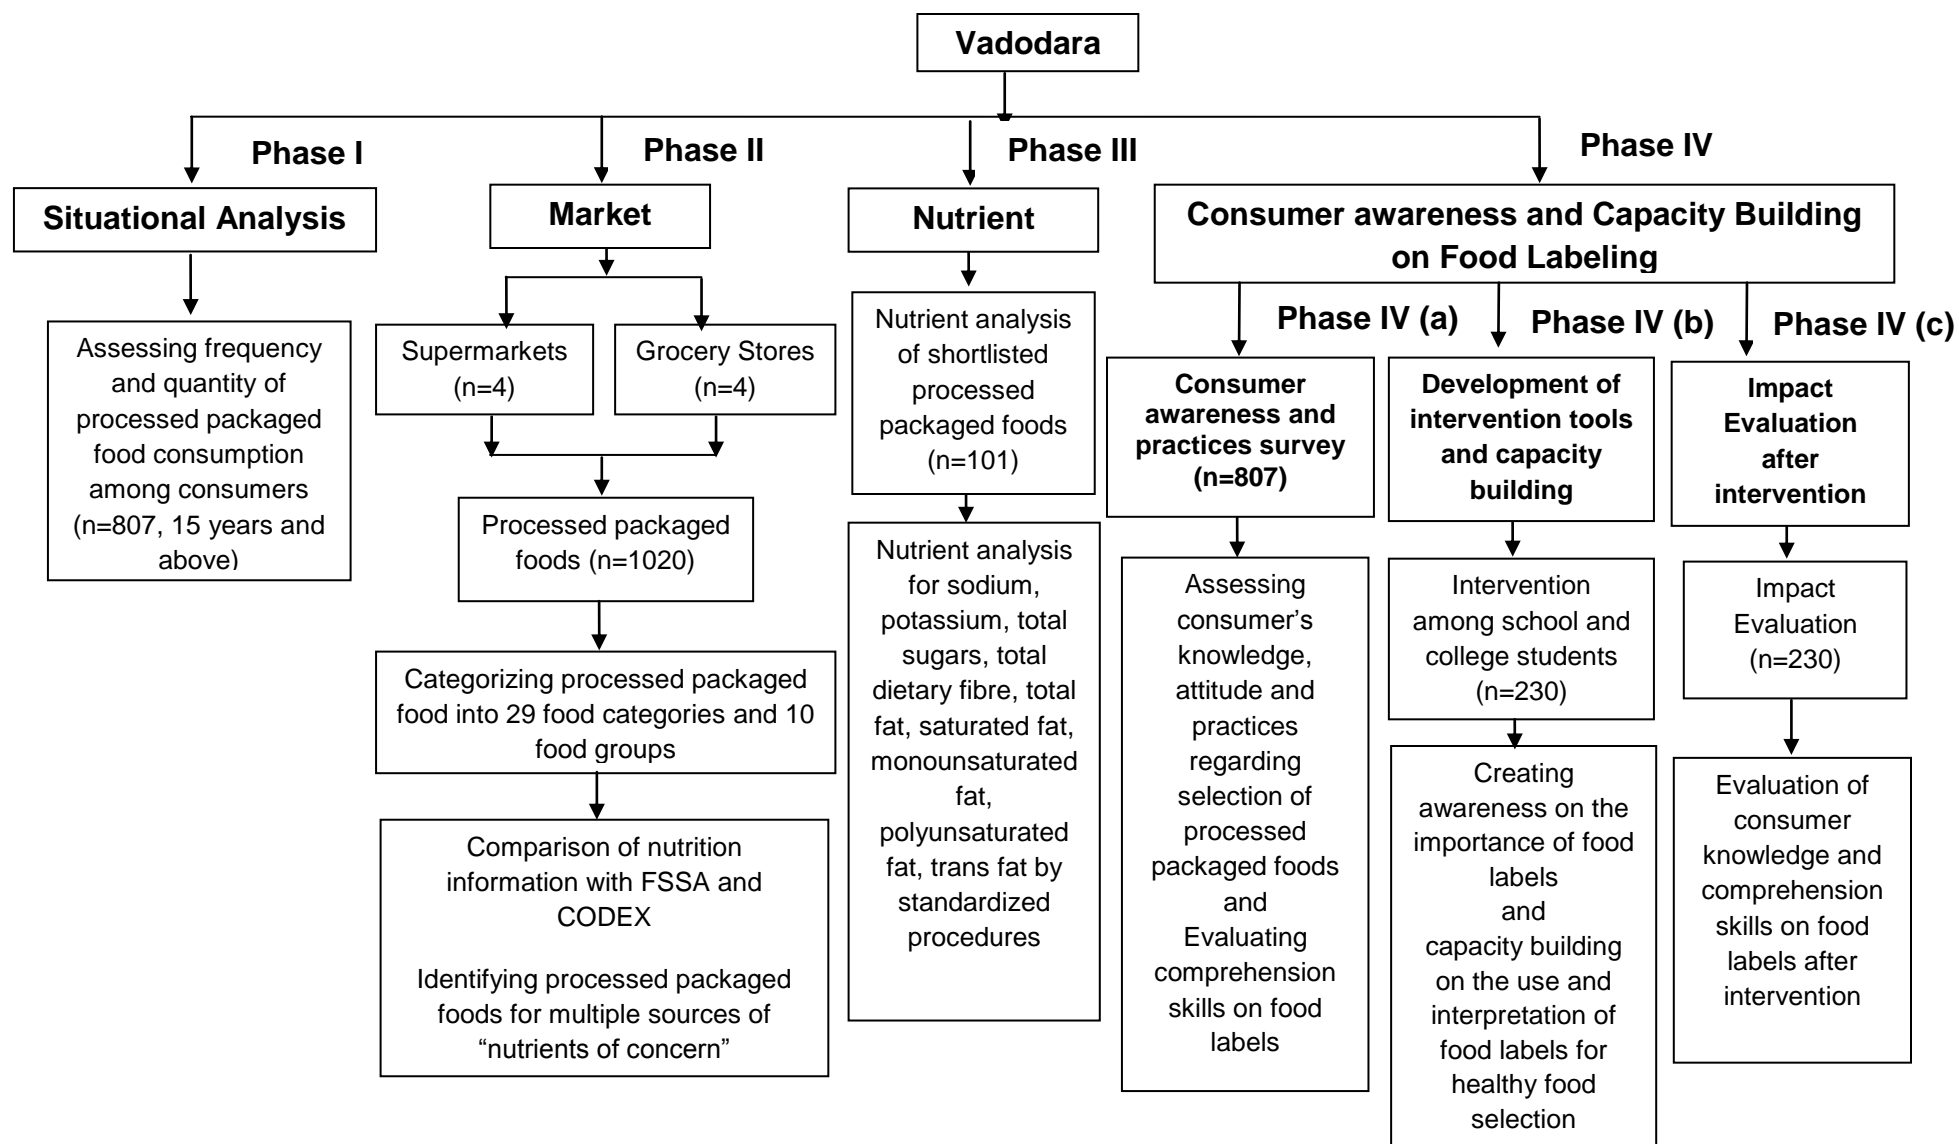 Vadodara
Phase I
Situational Analysis
Assessing frequency
and quantity of
processed packaged
food consumption
among consumers
(n=807, 15 years and
above)
Phase II
Market
Supermarkets
(n=4)
Grocery Stores
(n=4)
Processed packaged
foods (n=1020)
Categorizing processed packaged
food into 29 food categories and 10
food groups
Comparison of nutrition
information with FSSA and
CODEX
Identifying processed packaged
foods for multiple sources of
“nutrients of concern”
Phase III
Nutrient
Nutrient analysis
of shortlisted
processed
packaged foods
(n=101)
Nutrient analysis
for sodium,
potassium, total
sugars, total
dietary fibre, total
fat, saturated fat,
monounsaturated
fat,
polyunsaturated
fat, trans fat by
standardized
procedures
Phase IV
Consumer awareness and Capacity Building
on Food Labeling
Phase IV (a)
Consumer
awareness and
practices survey
(n=807)
Assessing
consumer’s
knowledge,
attitude and
practices
regarding
selection of
processed
packaged foods
and
Evaluating
comprehension
skills on food
labels
Phase IV (b)
Development of
intervention tools
and capacity
building
Intervention
among school and
college students
(n=230)
Creating
awareness on the
importance of food
labels
and
capacity building
on the use and
interpretation of
food labels for
healthy food
selection
Phase IV (c)
Impact
Evaluation
after
intervention
Impact
Evaluation
(n=230)
Evaluation of
consumer
knowledge and
comprehension
skills on food
labels after
intervention